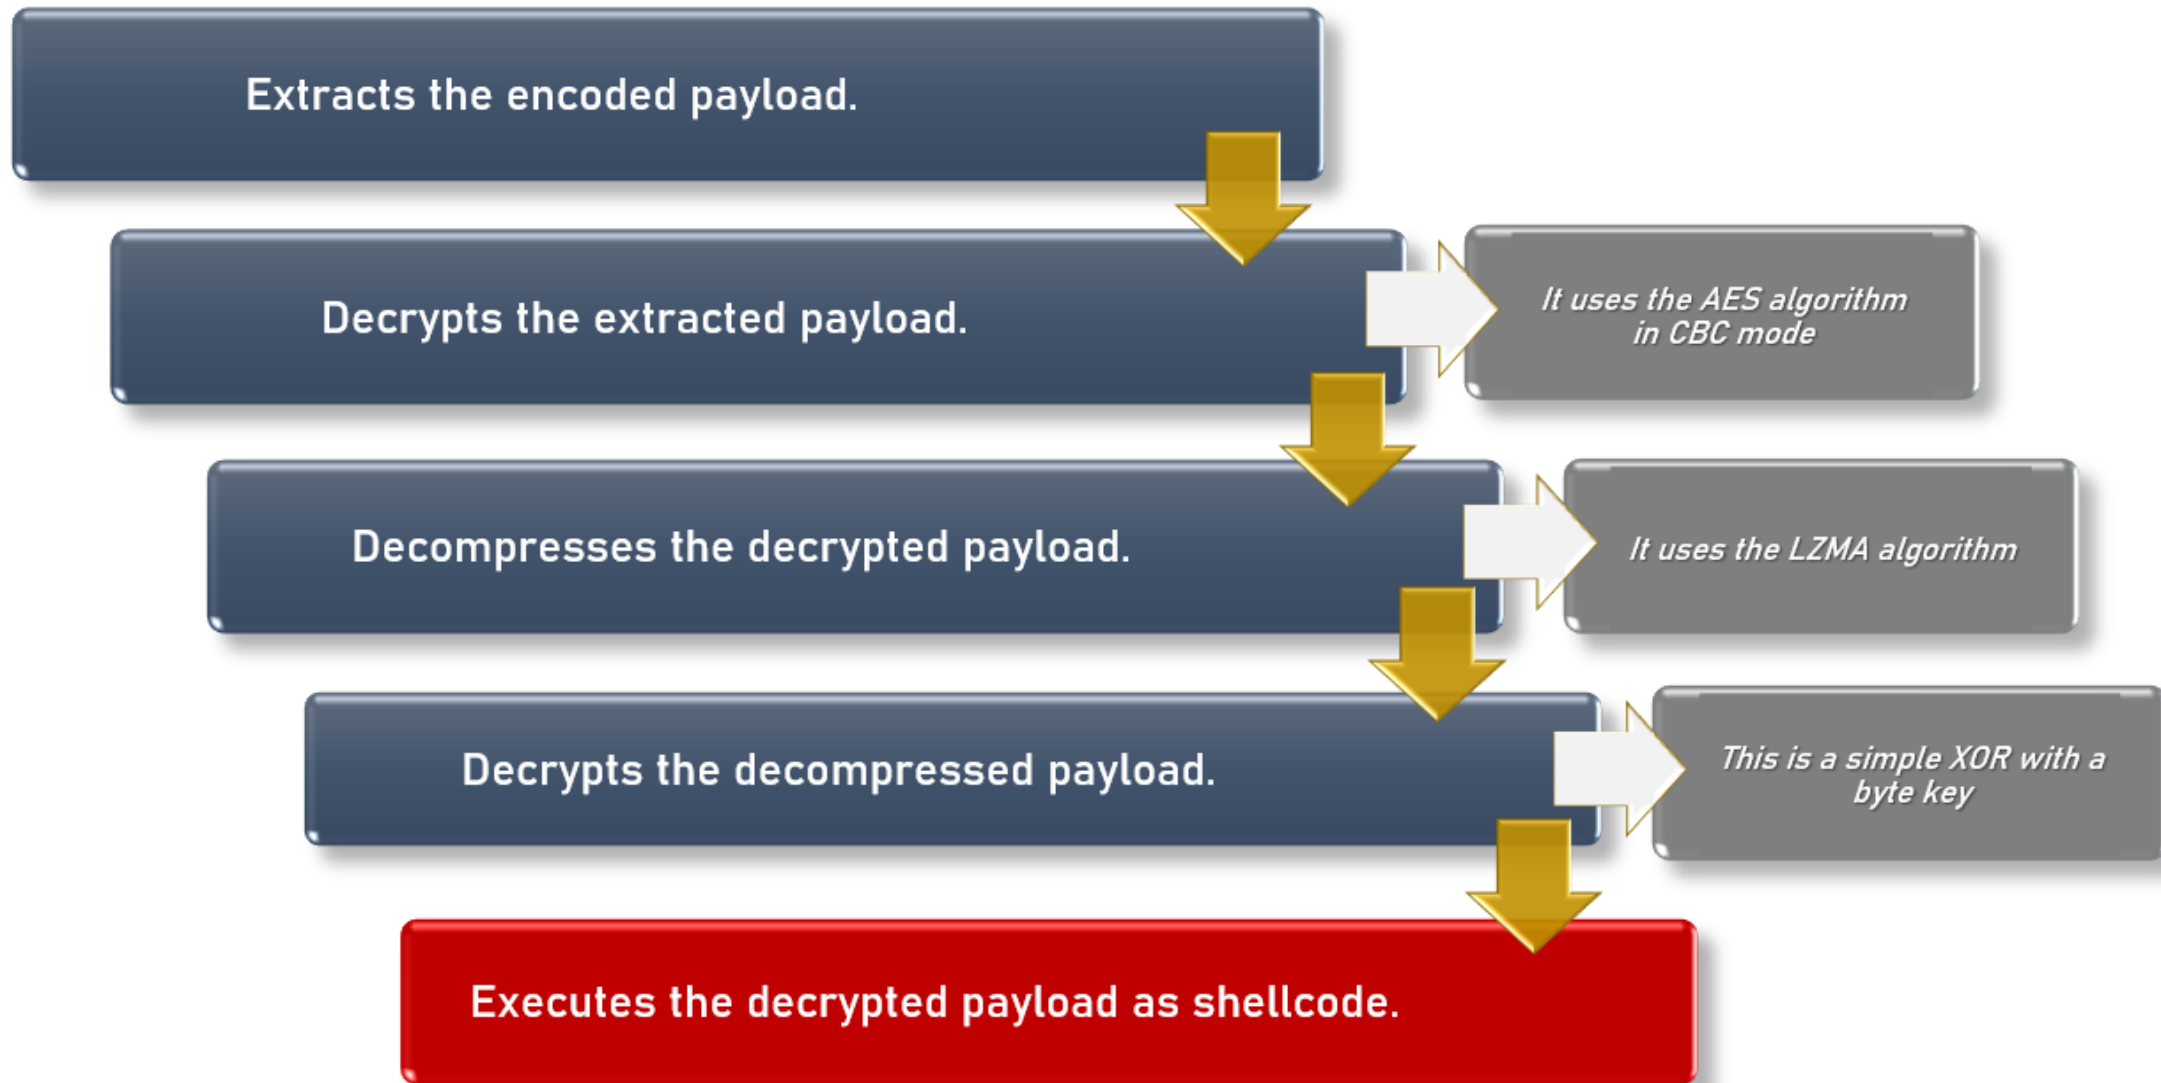 Extracts the encoded payload.
Decrypts the extracted payload.
It uses the AES algorithm
in CBC mode
Decompresses the decrypted payload.
It uses the LZMA algorithm
Decrypts the decompressed payload.
This is a simple XOR with a
byte key
Executes the decrypted payload as shellcode.